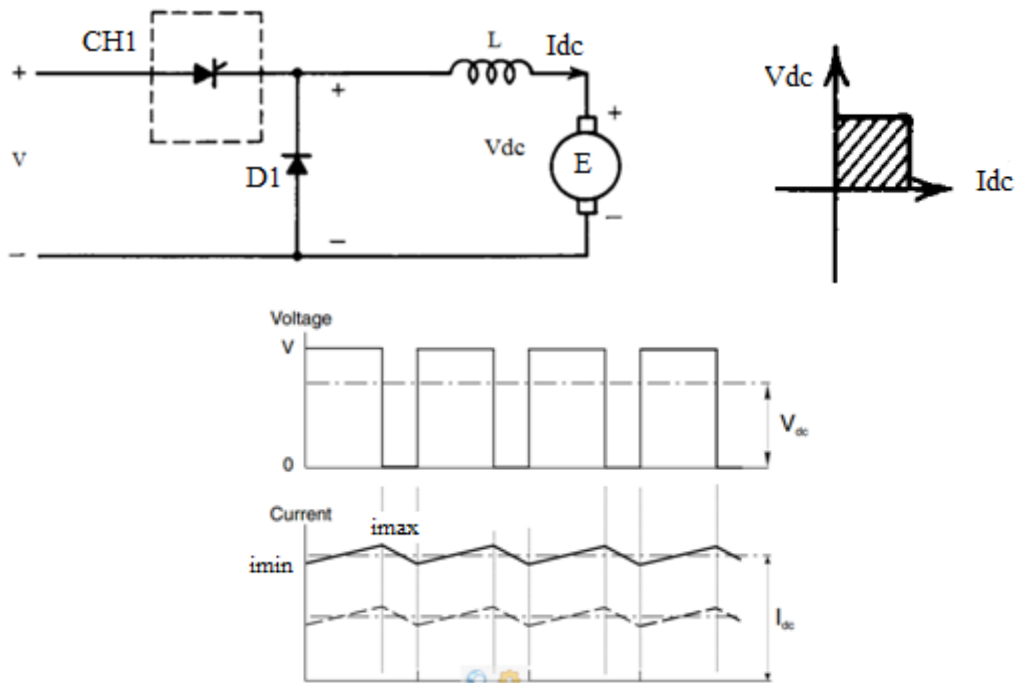 CH1
L
Idc
+
+
+
V
Vdc
E
D1
−
−
−
Vdc
Idc
Voltage
V
0
Vdc
Current
imax
imin
Idc